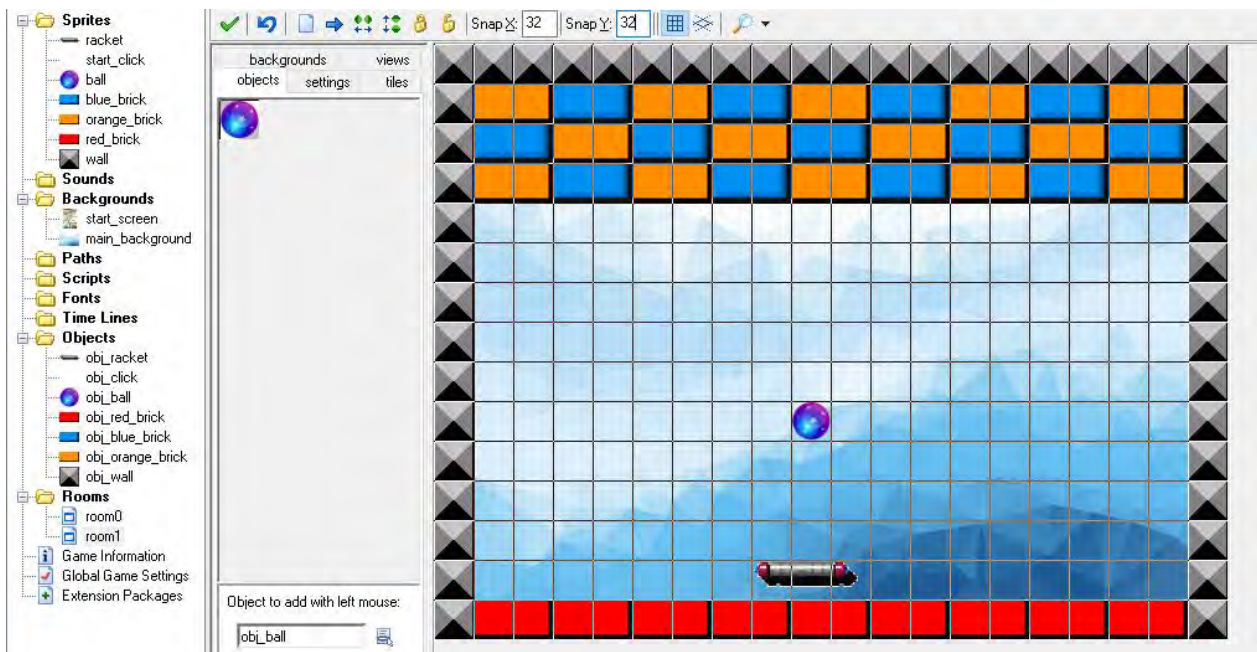 Sprites
racket
start_click
ball
blue_brick
orange_brick
red_brick
wall
Sounds
Backgrounds
start_screen
main_background
Paths
Scripts
Fonts
Time Lines
Objects
obj_racket
obj_click
obj_ball
obj_red_brick
obj_blue_brick
obj_orange_brick
obj_wall
Rooms
room0
room1
Game Information
Global Game Settings
Extension Packages
Snap X: 32 Snap Y: 32
backgrounds views
objects settings tiles
Object to add with left mouse:
obj_ball